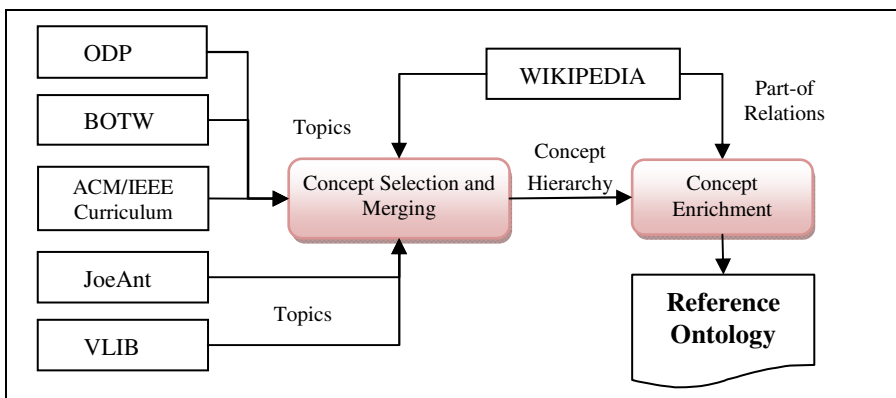 ODP
BOTW
ACM/IEEE
Curriculum
JoeAnt
VLIB
Topics
Topics
WIKIPEDIA
Concept Selection and
Merging
Concept
Hierarchy
Part-of
Relations
Concept
Enrichment
Reference
Ontology